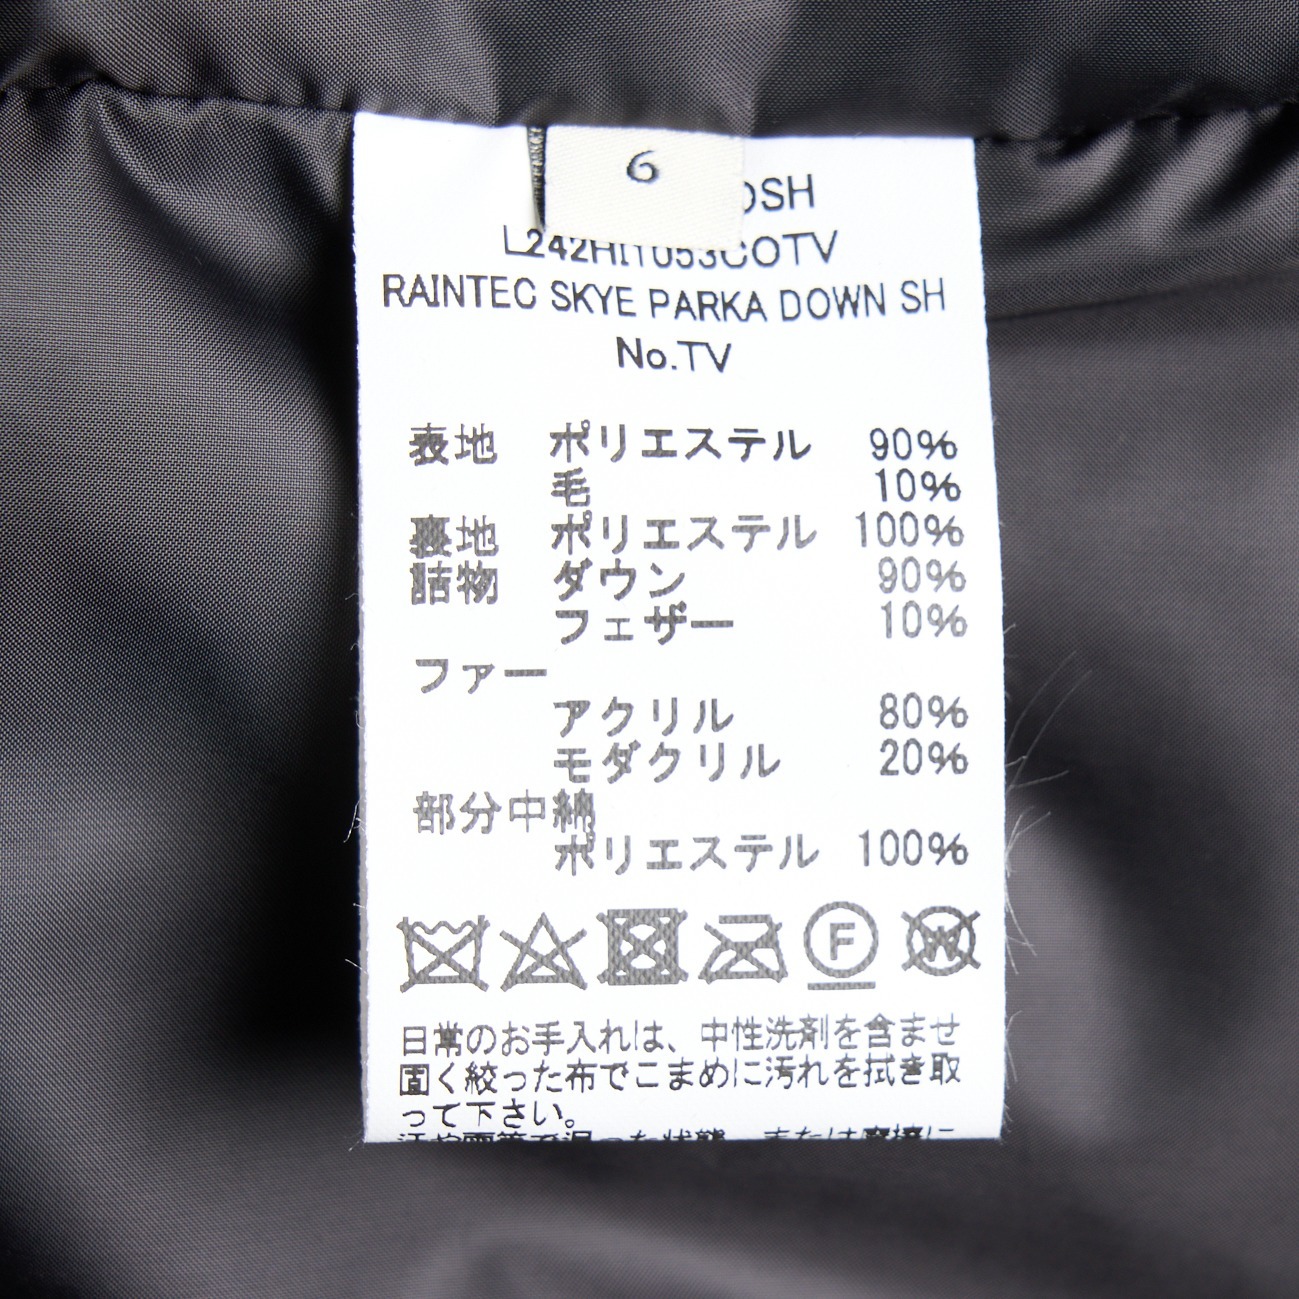 6
OSH
L242HI1053COTV
RAINTEC SKYE PARKA DOWN SH
No.TV
表地 ポリエステル 90%
毛 10%
裏地 ポリエステル 100%
詰物 ダウン 90%
フェザー 10%
ファー
アクリル 80%
モダクリル 20%
部分中綿
ポリエステル 100%
F W
日常のお手入れは、中性洗剤を含ませ
固く絞った布でこまめに汚れを拭き取
って下さい。